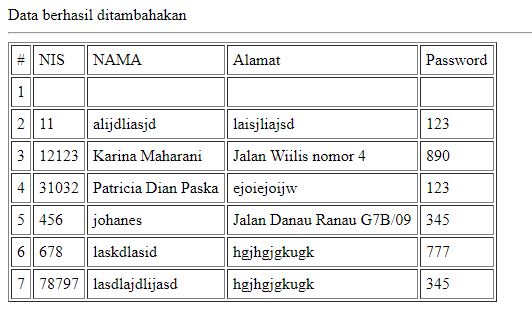 Data berhasil ditambahakan
# NIS NAMA Alamat Password
1
2 11 alijdliasjd laisjliajsd 123
3 12123 Karina Maharani Jalan Wiilis nomor 4 890
4 31032 Patricia Dian Paska ejoiejoijw 123
5 456 johanes Jalan Danau Ranau G7B/09 345
6 678 laskdlasid hgjhgjgkugk 777
7 78797 lasdlajdlijasd hgjhgjgkugk 345